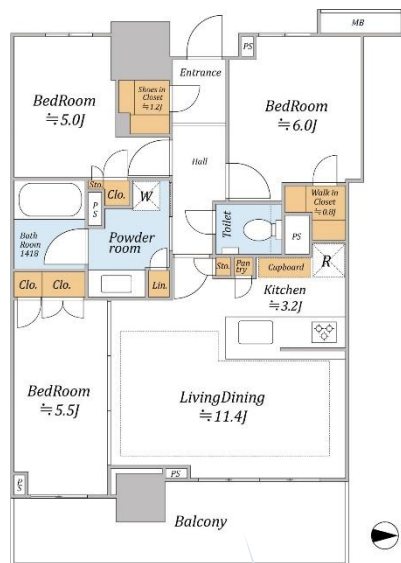 MB
PS
Entrance
Shoes in
Closet
≒1.2J
BedRoom
≒5.0J
BedRoom
≒6.0J
Hall
Sto.
Clo.
PS
W
Walk in
Closet
≒0.8J
Toilet
PS
Bath
Room
1418
Powder
room
Clo.
Clo.
Lin.
Sto.
Pan
try
Cupboard
R
Kitchen
≒3.2J
BedRoom
≒5.5J
LivingDining
≒11.4J
PS
PS
Balcony